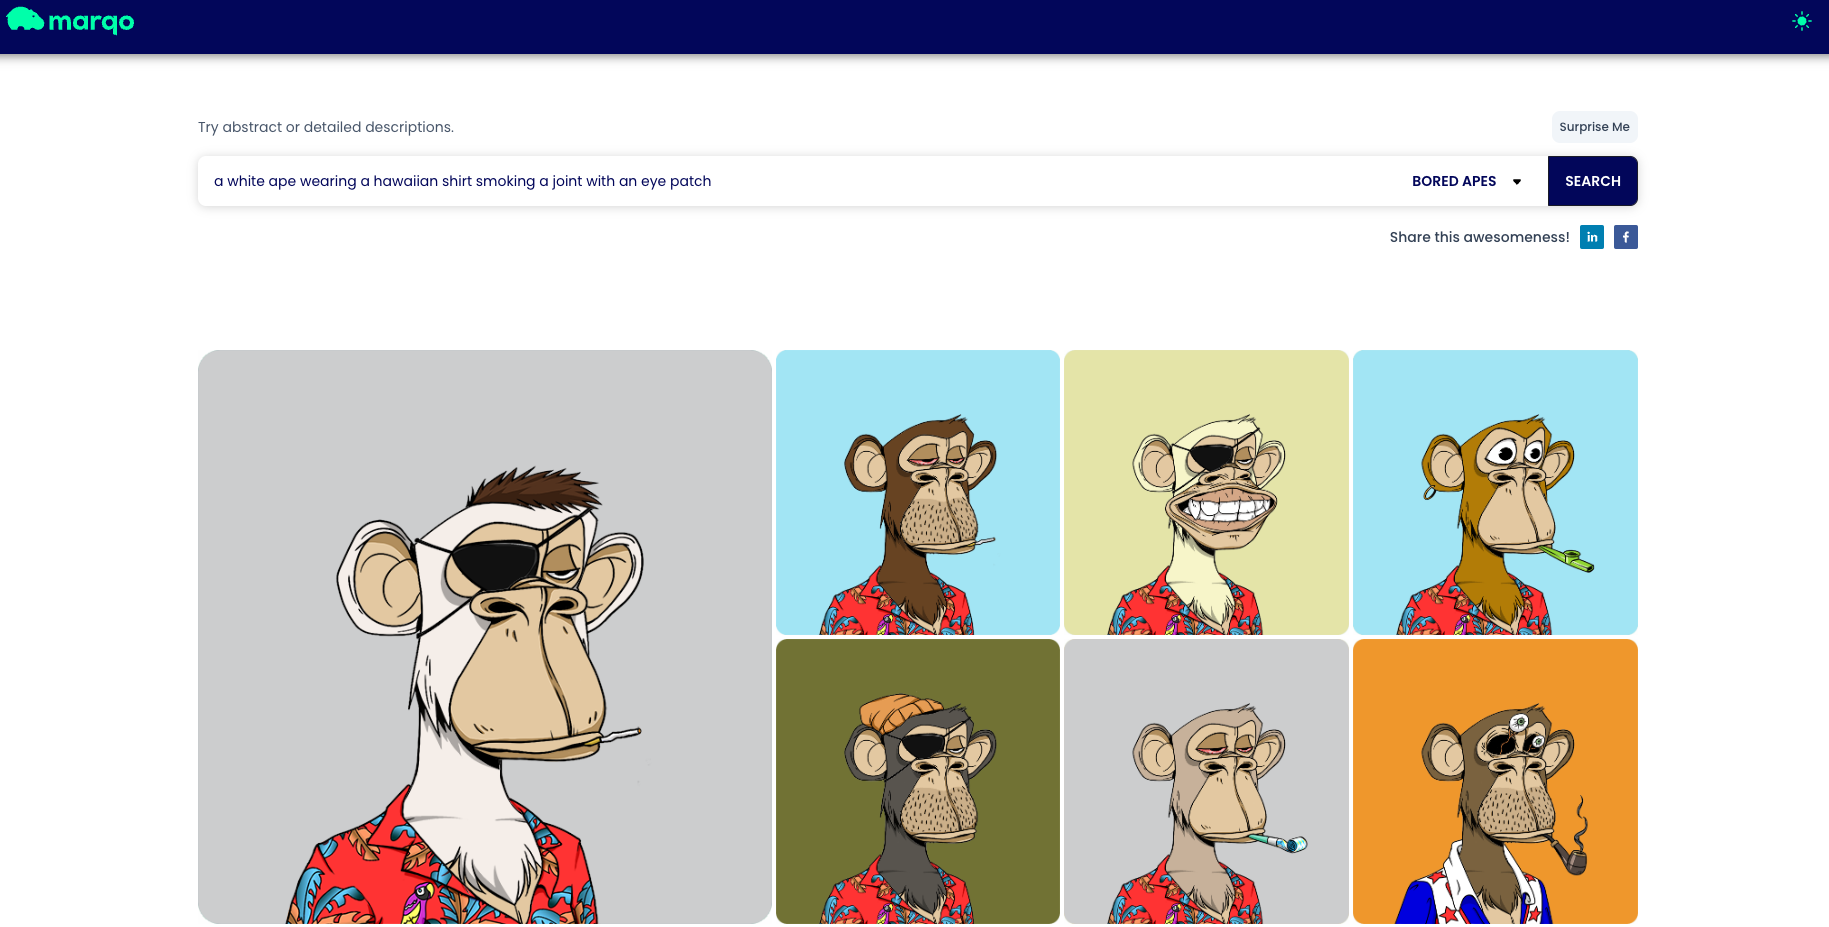 marqo
Try abstract or detailed descriptions.
Surprise Me
a white ape wearing a hawaiian shirt smoking a joint with an eye patch
BORED APES
SEARCH
Share this awesomeness!
in
f